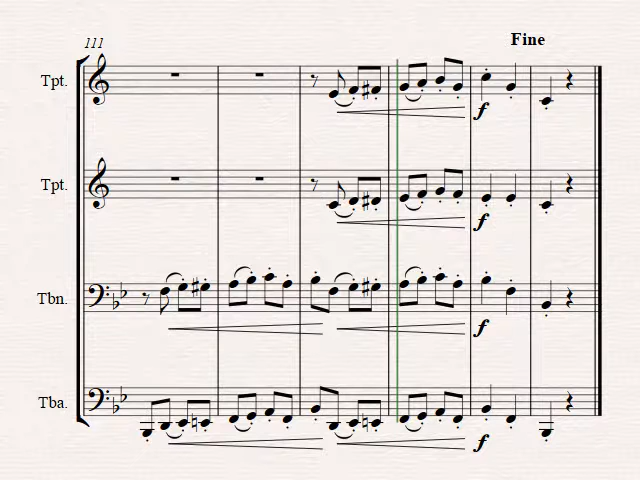 Fine
111
Tpt.
f
Tpt.
f
Tbn.
f
Tba.
f